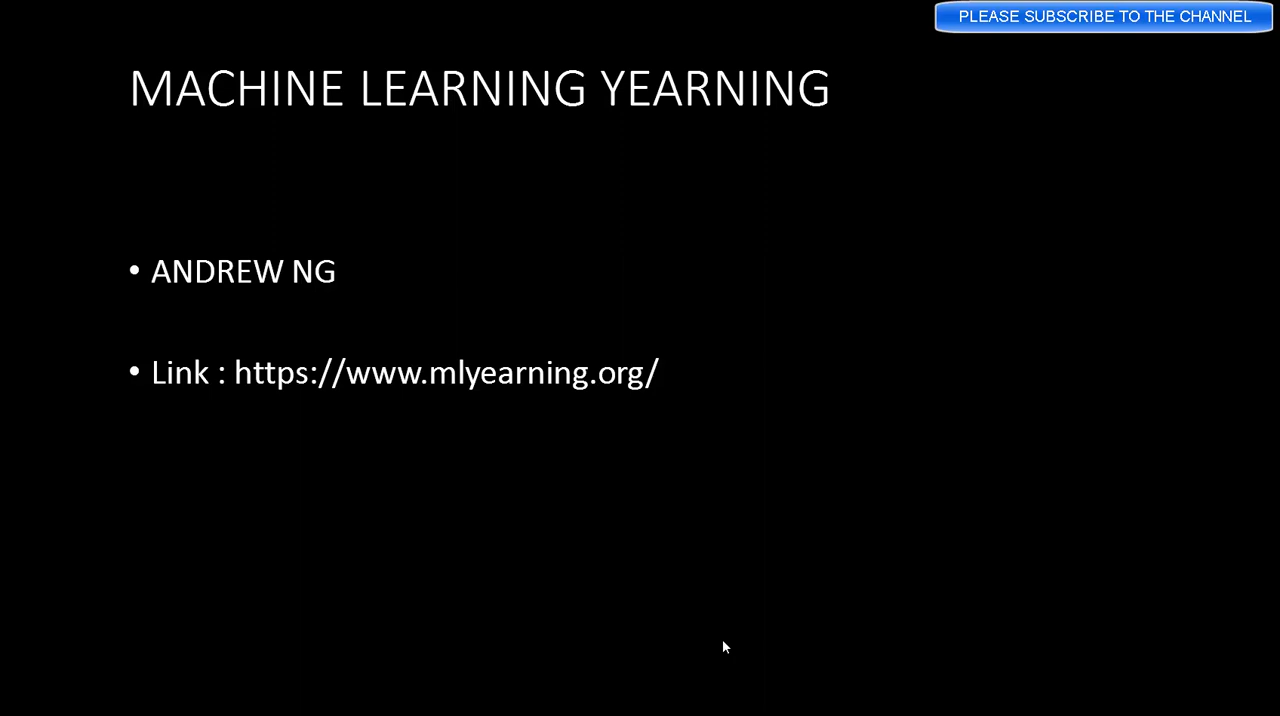 PLEASE SUBSCRIBE TO THE CHANNEL
MACHINE LEARNING YEARNING
• ANDREW NG
• Link : https://www.mlyearning.org/